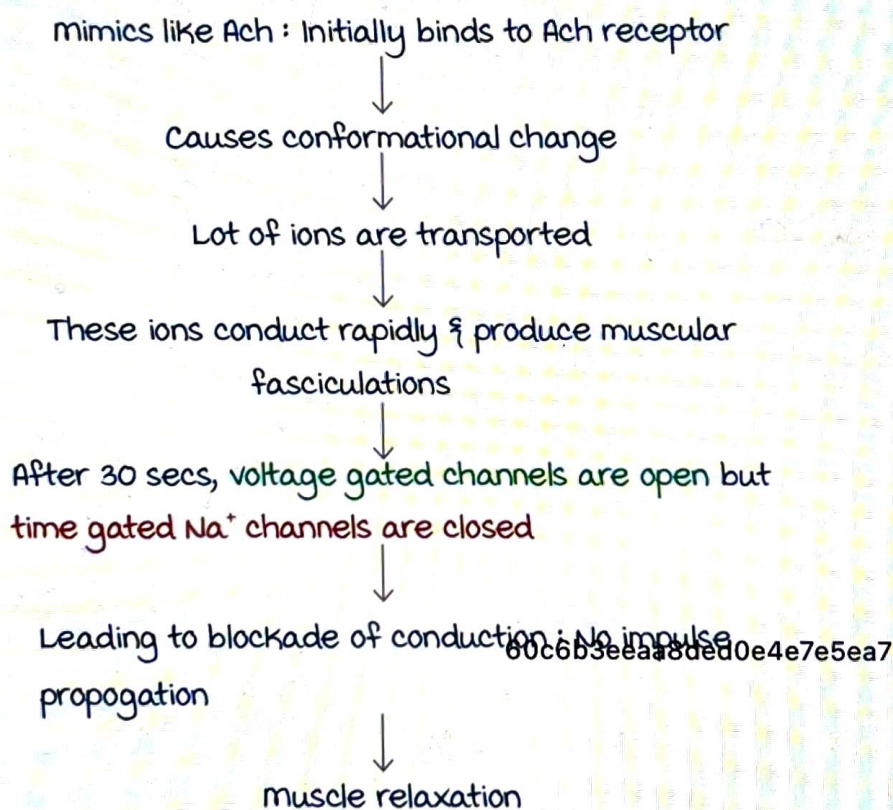 mimics like Ach : Initially binds to Ach receptor
Causes conformational change
Lot of ions are transported
These ions conduct rapidly & produce muscular
fasciculations
After 30 secs, voltage gated channels are open but
time gated Na⁺ channels are closed
Leading to blockade of conduction : No impulse
60c6b3eeaa8ded0e4e7e5ea7
propogation
muscle relaxation